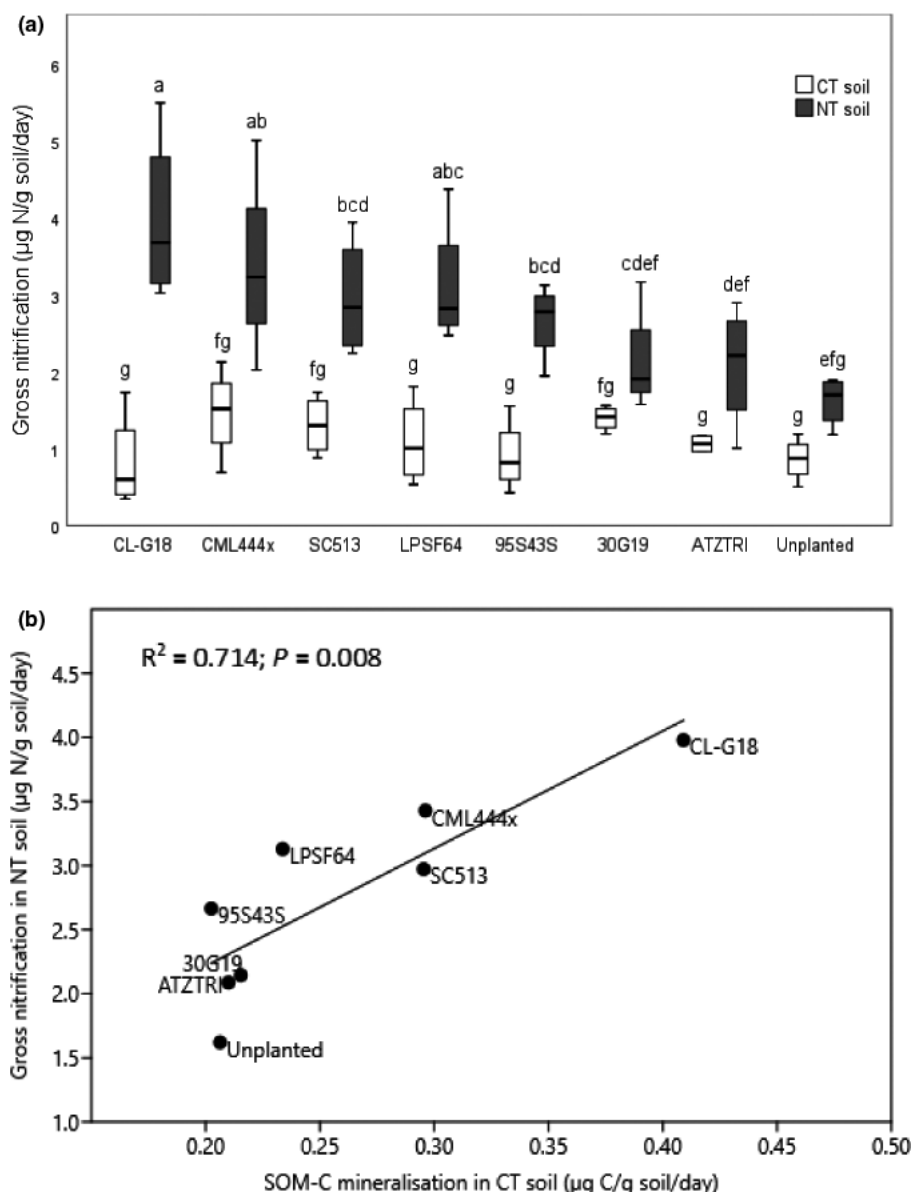 (a)
Gross nitrification (µg N/g soil/day)
6
5
4
3
2
1
0
CT soil
NT soil
a
ab
bcd
abc
bcd
cdef
def
efg
g
fg
fg
g
g
fg
g
g
CL-G18 CML444x SC513 LPSF64 95S43S 30G19 ATZTRI Unplanted
(b)
R² = 0.714; P = 0.008
Gross nitrification in NT soil (µg N/g soil/day)
4.5
4.0
3.5
3.0
2.5
2.0
1.5
1.0
CL-G18
CML444x
LPSF64
SC513
95S43S
30G19
ATZTRI
Unplanted
0.20 0.25 0.30 0.35 0.40 0.45 0.50
SOM-C mineralisation in CT soil (µg C/g soil/day)